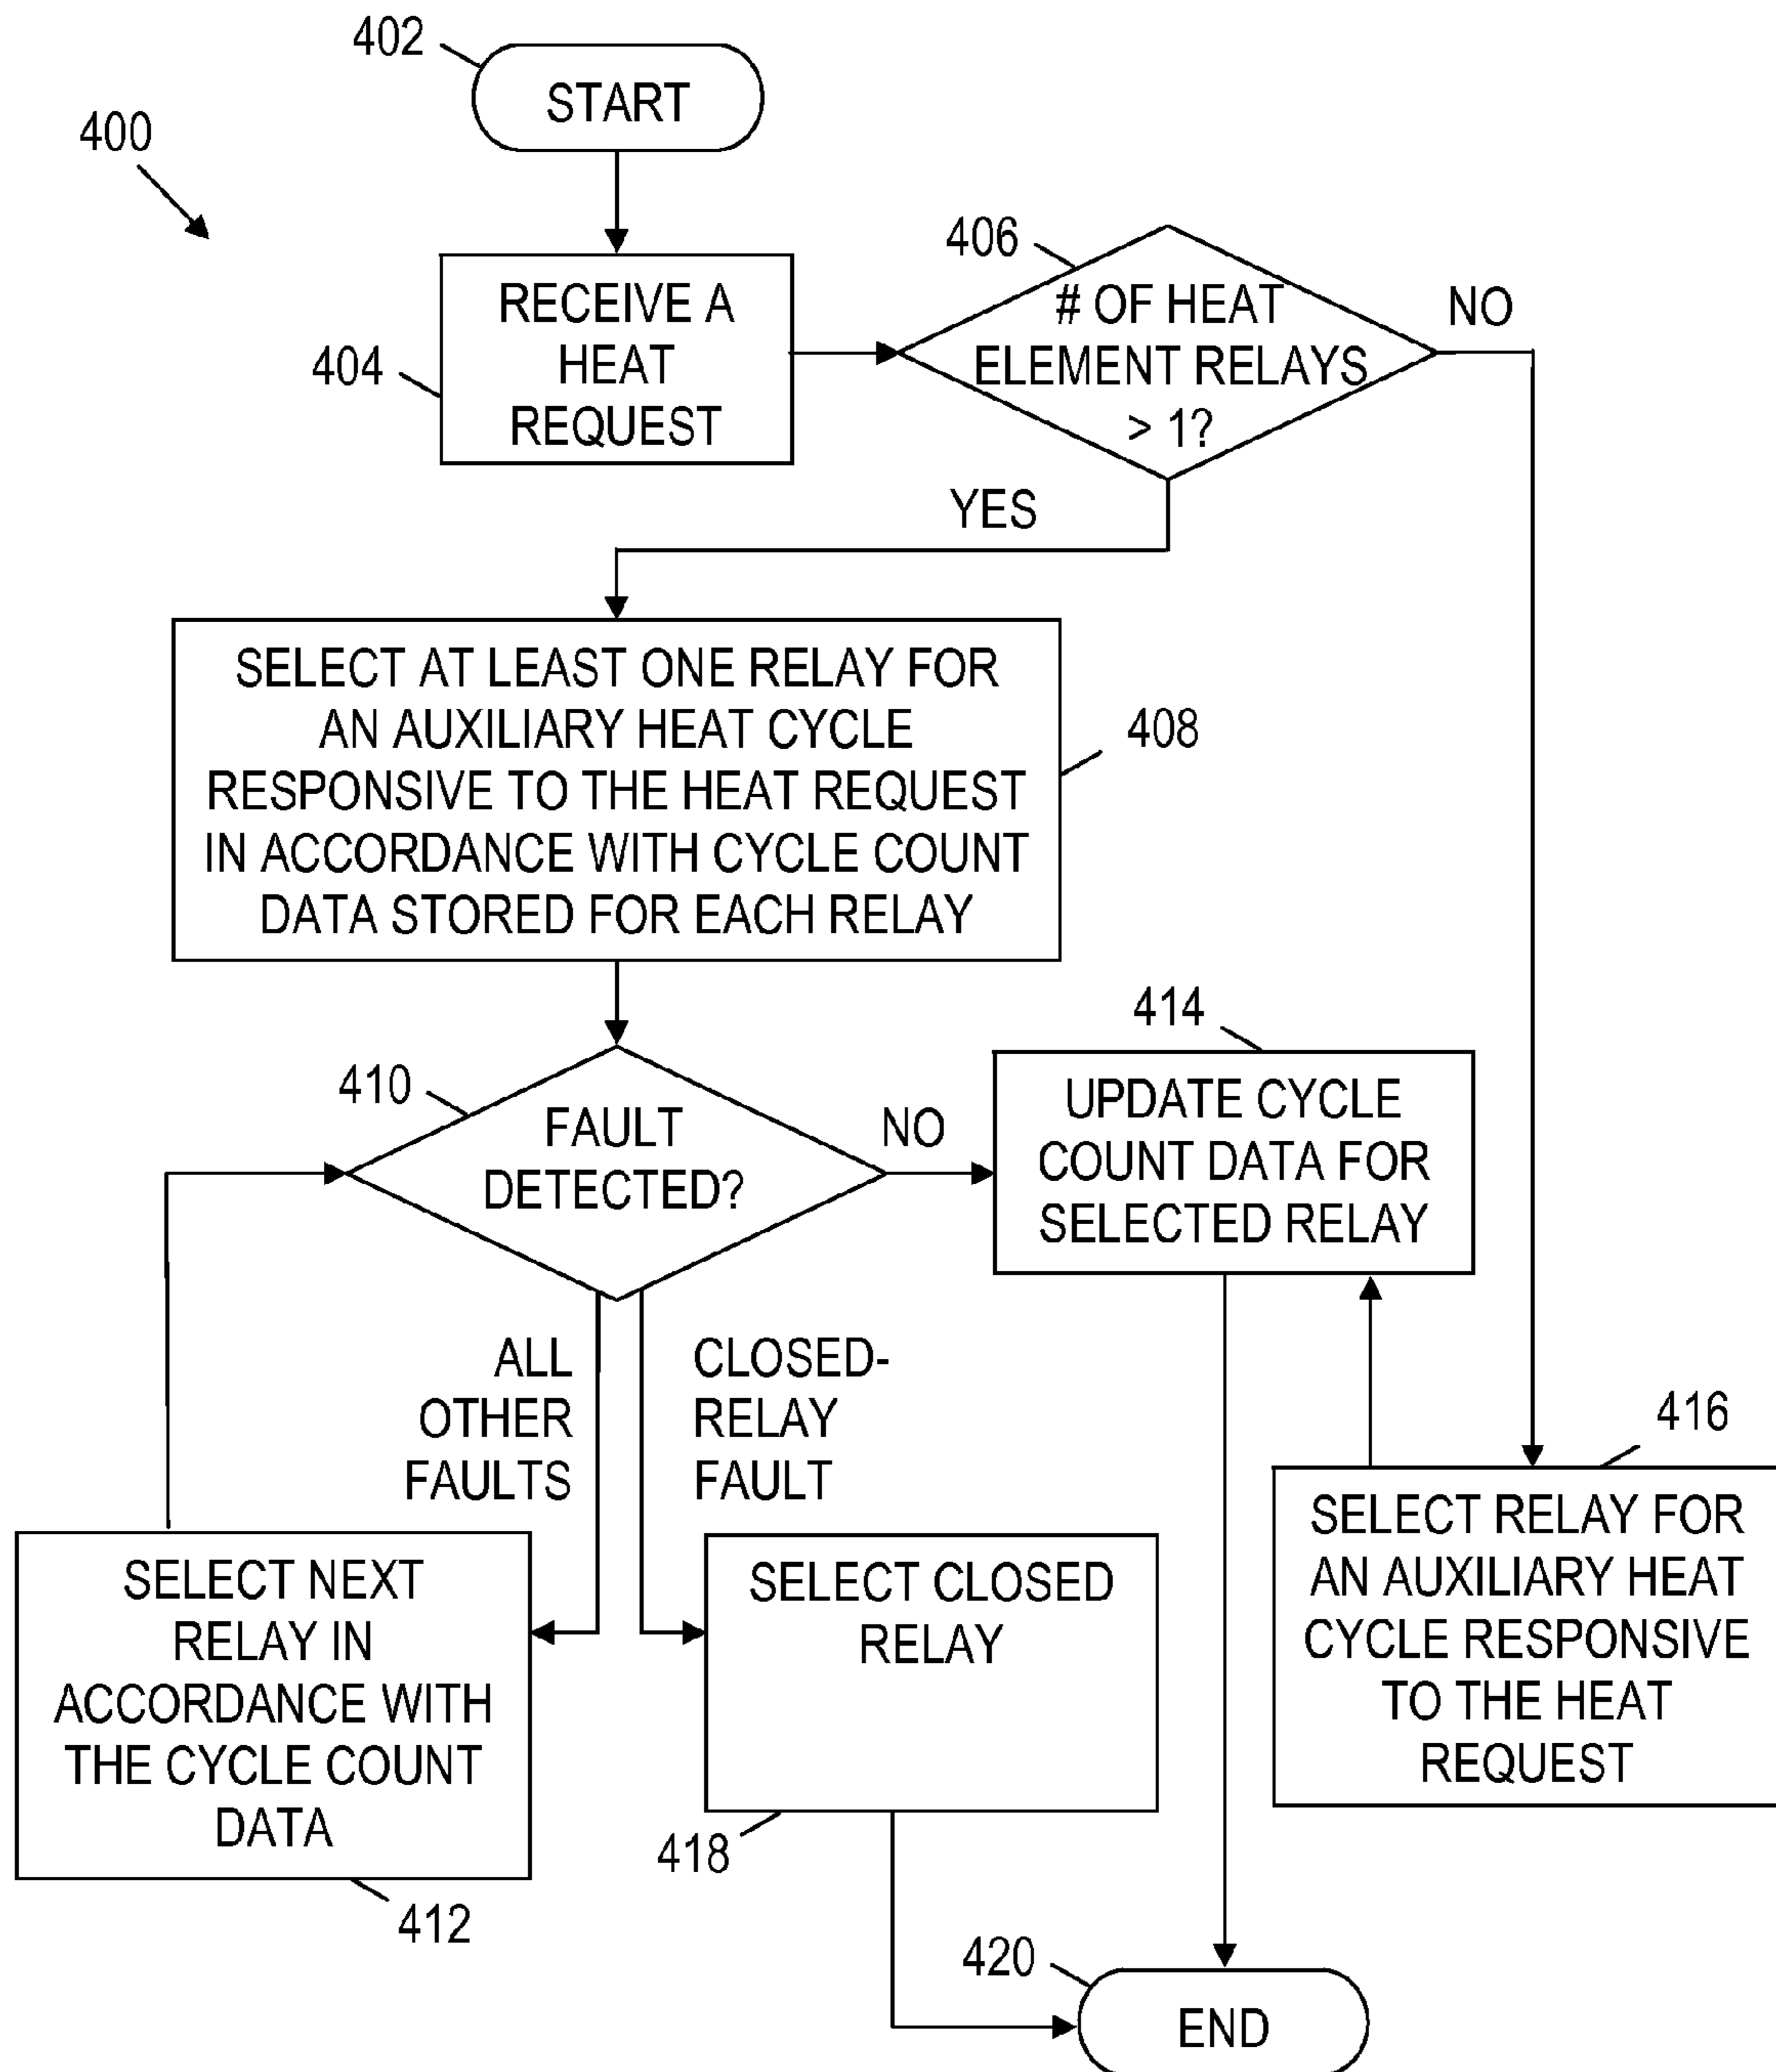 402
START
400
406
# OF HEAT
ELEMENT RELAYS
> 1?
NO
RECEIVE A
HEAT
REQUEST
404
YES
SELECT AT LEAST ONE RELAY FOR
AN AUXILIARY HEAT CYCLE
RESPONSIVE TO THE HEAT REQUEST
IN ACCORDANCE WITH CYCLE COUNT
DATA STORED FOR EACH RELAY
408
410
FAULT
DETECTED?
NO
414
UPDATE CYCLE
COUNT DATA FOR
SELECTED RELAY
ALL
OTHER
FAULTS
CLOSED-
RELAY
FAULT
416
SELECT RELAY FOR
AN AUXILIARY HEAT
CYCLE RESPONSIVE
TO THE HEAT
REQUEST
SELECT NEXT
RELAY IN
ACCORDANCE WITH
THE CYCLE COUNT
DATA
412
SELECT CLOSED
RELAY
418
420
END